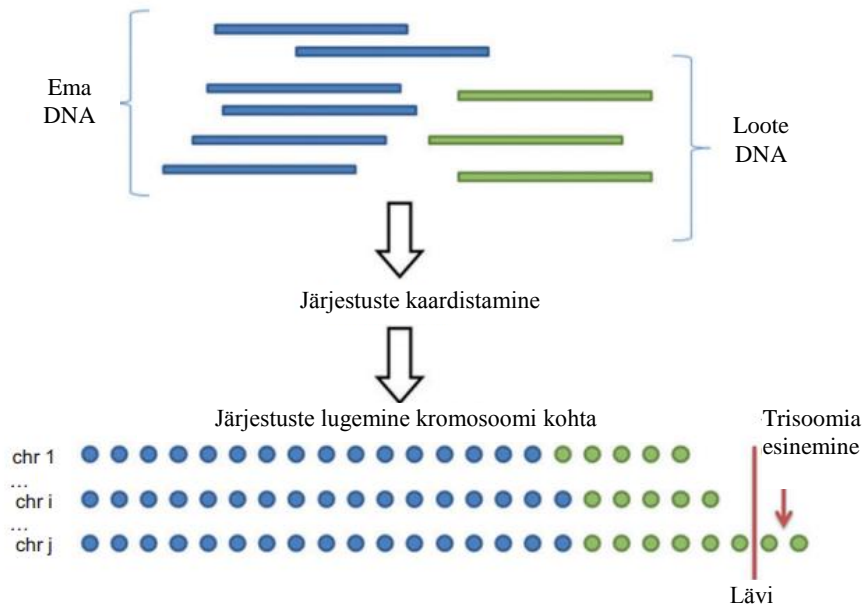 Ema
DNA
Loote
DNA
Järjestuste kaardistamine
Järjestuste lugemine kromosoomi kohta
Trisoomia
esinemine
chr 1
...
chr i
...
chr j
Lävi